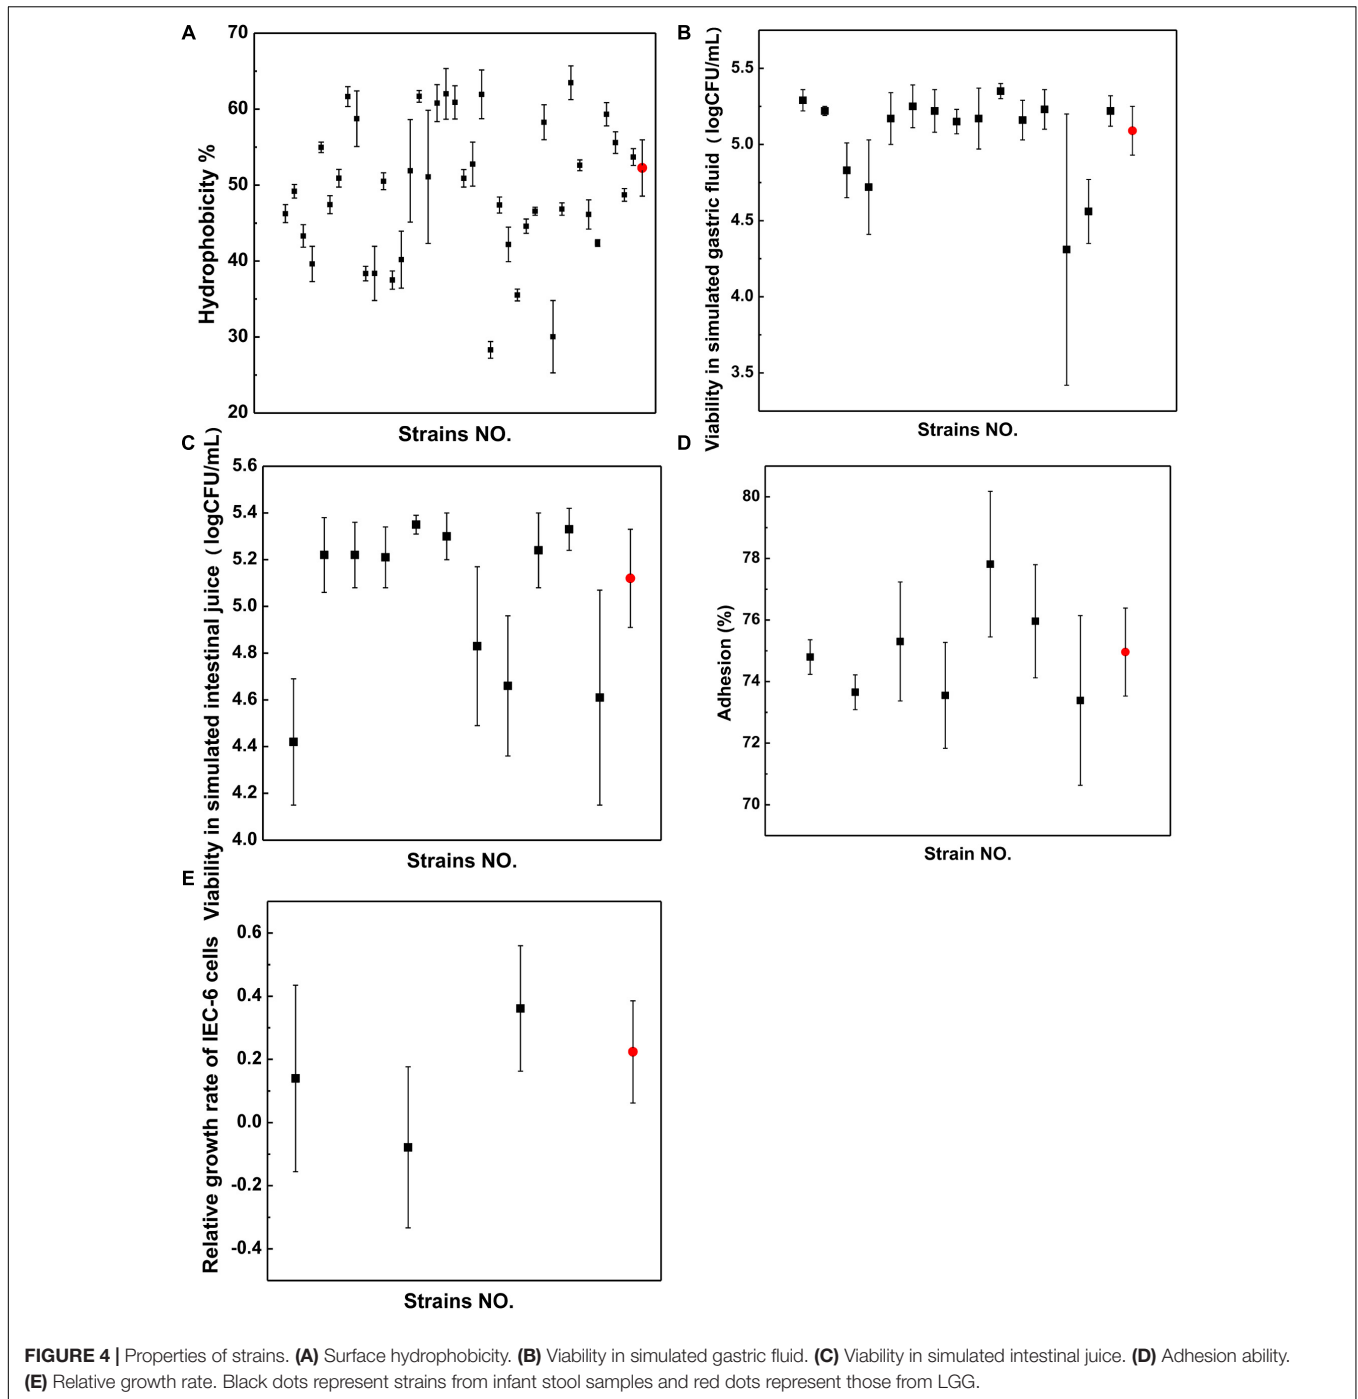 A
70
60
50
40
30
20
Hydrophobicity %
Strains NO.
B
5.5
5.0
4.5
4.0
3.5
Viability in simulated gastric fluid ( logCFU/mL)
Strains NO.
C
5.6
5.4
5.2
5.0
4.8
4.6
4.4
4.2
4.0
Viability in simulated intestinal juice ( logCFU/mL)
Strains NO.
D
80
78
76
74
72
70
Adhesion (%)
Strain NO.
E
0.6
0.4
0.2
0.0
-0.2
-0.4
Relative growth rate of IEC-6 cells
Strains NO.
FIGURE 4 | Properties of strains. (A) Surface hydrophobicity. (B) Viability in simulated gastric fluid. (C) Viability in simulated intestinal juice. (D) Adhesion ability.
(E) Relative growth rate. Black dots represent strains from infant stool samples and red dots represent those from LGG.